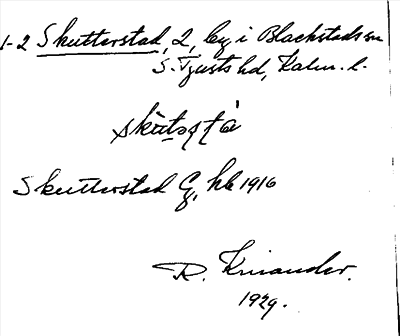 1-2 Skutterstad, 2, by i Blackstads sn
S. Tjusts hd, Kalm. l.
Skutterstad G, hk 1916
R. Kinander.
1929.